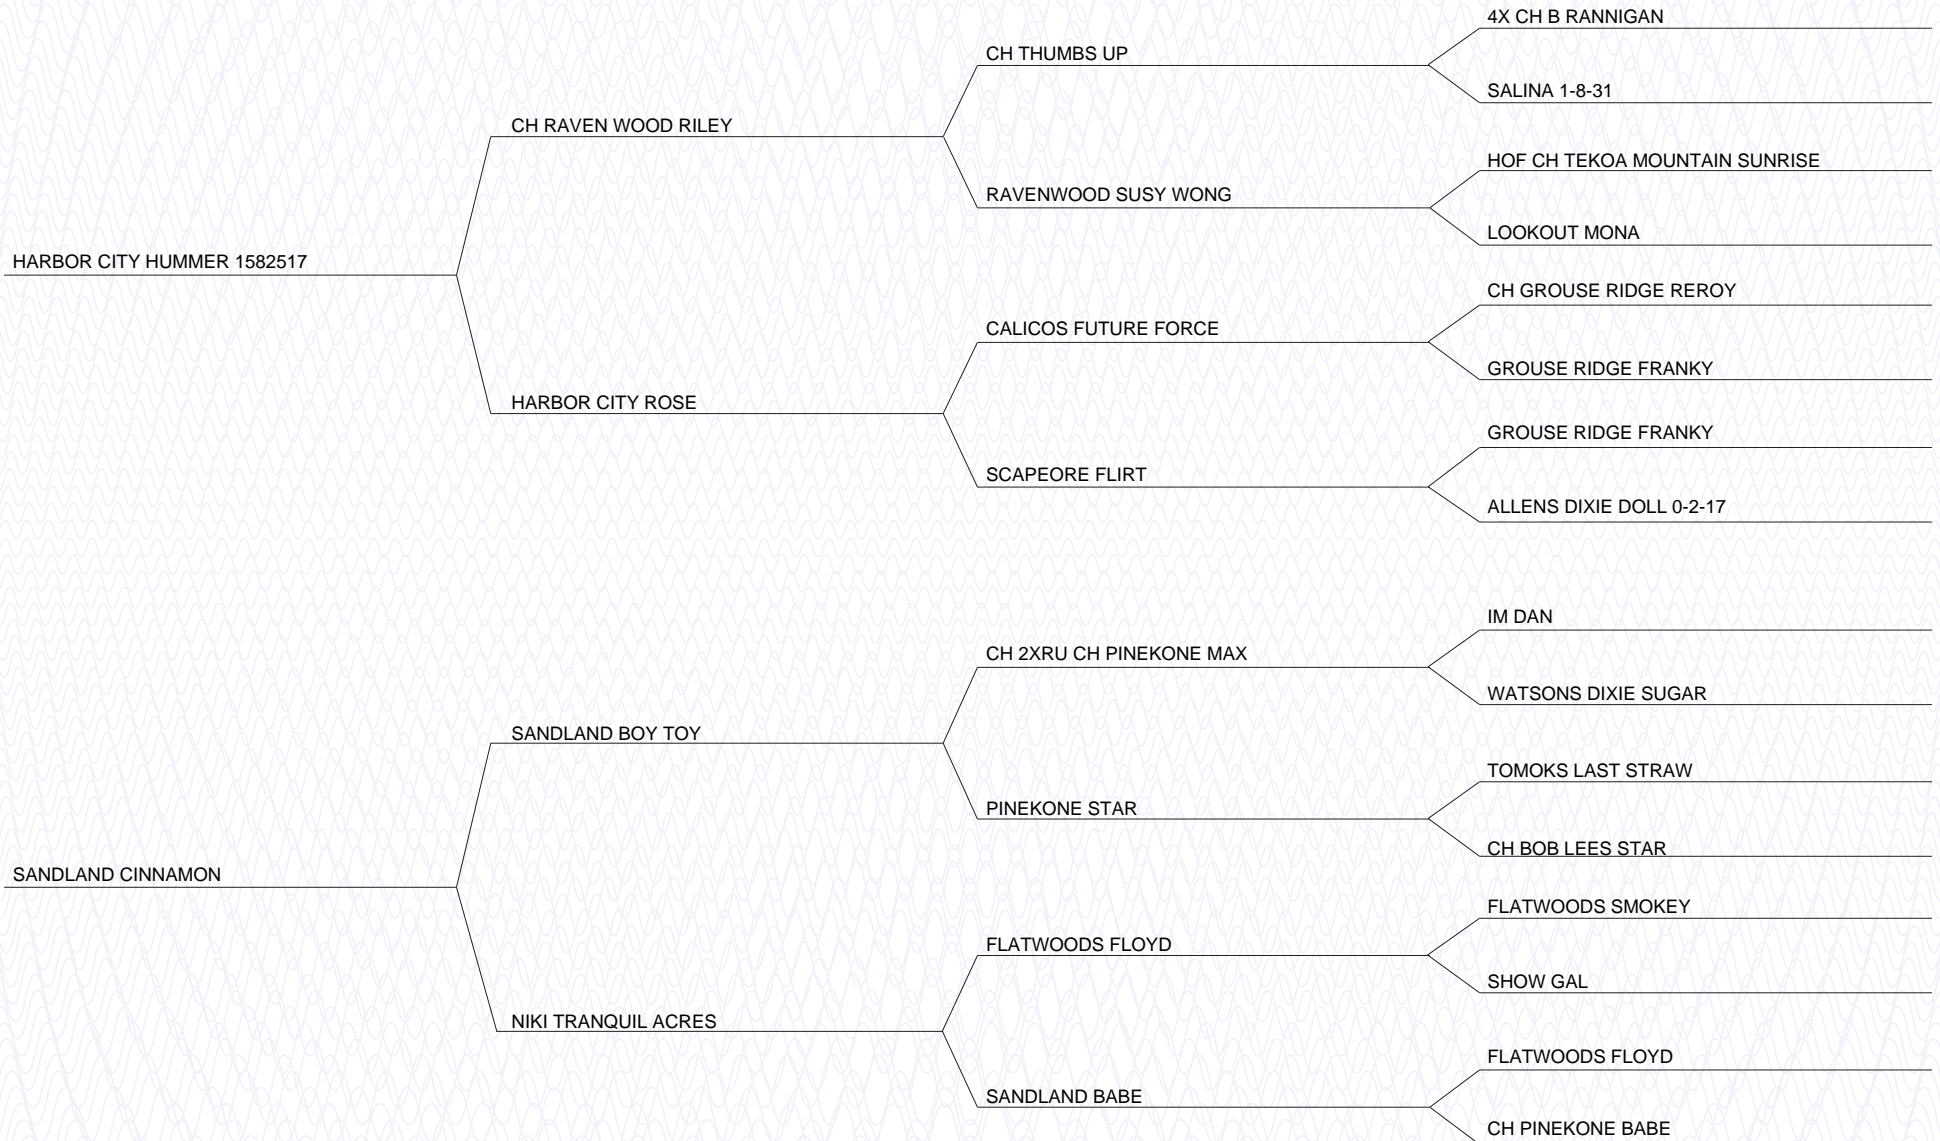 4X CH B RANNIGAN
CH THUMBS UP
SALINA 1-8-31
CH RAVEN WOOD RILEY
HOF CH TEKOA MOUNTAIN SUNRISE
RAVENWOOD SUSY WONG
LOOKOUT MONA
HARBOR CITY HUMMER 1582517
CH GROUSE RIDGE REROY
CALICOS FUTURE FORCE
GROUSE RIDGE FRANKY
HARBOR CITY ROSE
GROUSE RIDGE FRANKY
SCAPEORE FLIRT
ALLENS DIXIE DOLL 0-2-17
IM DAN
CH 2XRU CH PINEKONE MAX
WATSONS DIXIE SUGAR
SANDLAND BOY TOY
TOMOKS LAST STRAW
PINEKONE STAR
CH BOB LEES STAR
SANDLAND CINNAMON
FLATWOODS SMOKEY
FLATWOODS FLOYD
SHOW GAL
NIKI TRANQUIL ACRES
FLATWOODS FLOYD
SANDLAND BABE
CH PINEKONE BABE